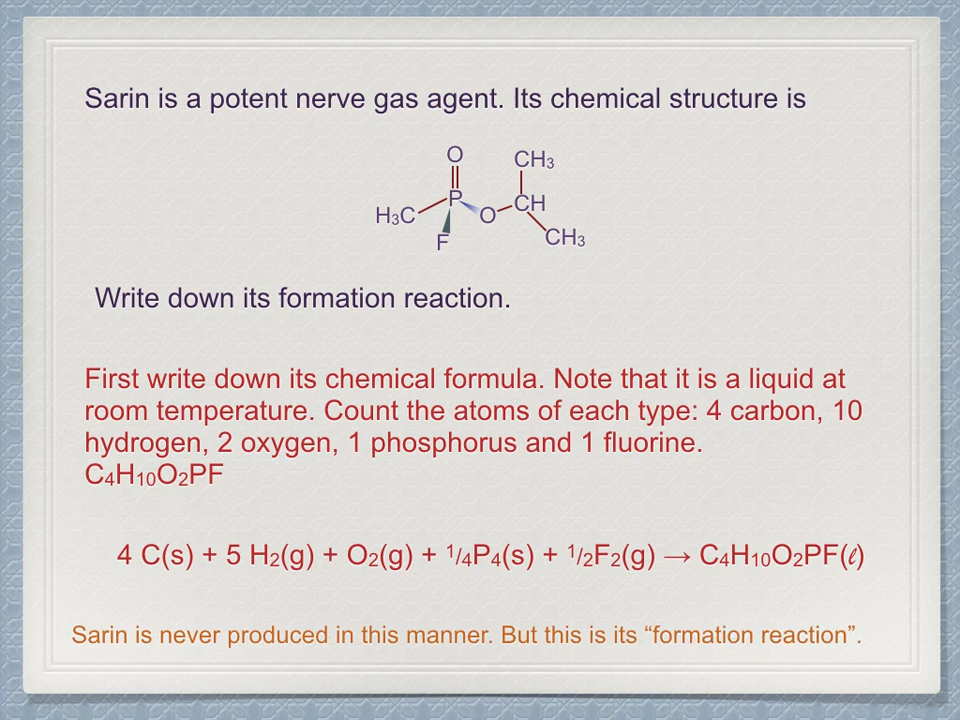 Sarin is a potent nerve gas agent. Its chemical structure is
O
CH₃
P
CH
H₃C
O
F
CH₃
Write down its formation reaction.
First write down its chemical formula. Note that it is a liquid at
room temperature. Count the atoms of each type: 4 carbon, 10
hydrogen, 2 oxygen, 1 phosphorus and 1 fluorine.
C₄H₁₀O₂PF
4 C(s) + 5 H₂(g) + O₂(g) + ¹/₄P₄(s) + ¹/₂F₂(g) → C₄H₁₀O₂PF(ℓ)
Sarin is never produced in this manner. But this is its “formation reaction”.